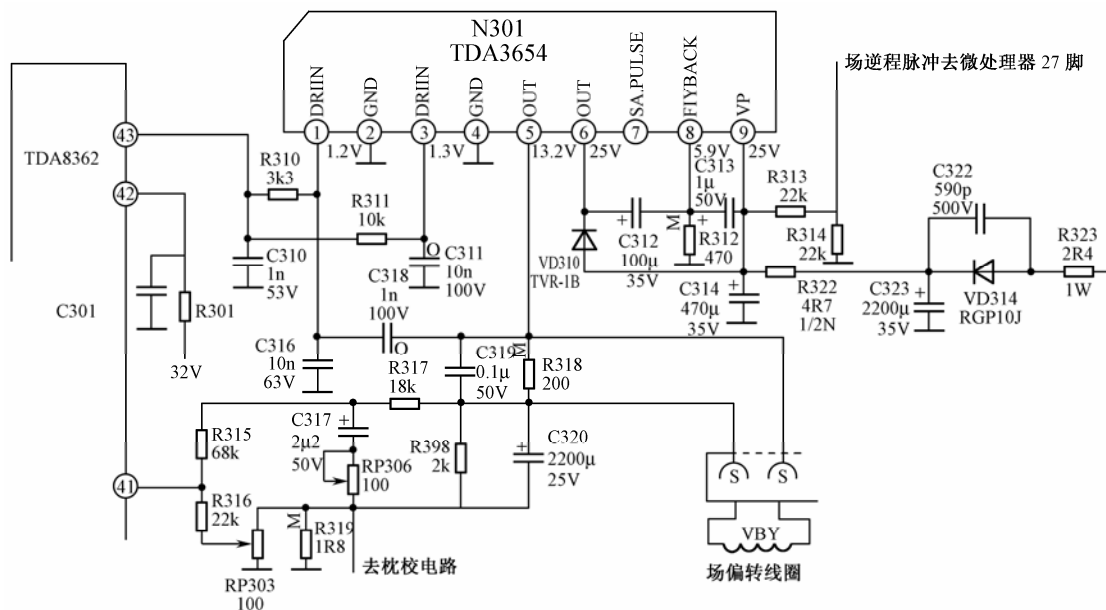 N301
TDA3654
场逆程脉冲去微处理器 27 脚
DRIIN
GND
DRIIN
GND
OUT
OUT
SA.PULSE
FIYBACK
VP
1
2
3
4
5
6
7
8
9
1.2V
1.3V
13.2V
25V
5.9V
25V
TDA8362
43
42
41
R310
3k3
R311
10k
C310
1n
53V
C311
10n
100V
C318
1n
100V
O
O
C301
R301
32V
C316
10n
63V
VD310
TVR-1B
+
C312
100μ
35V
M
R312
470
+
C313
1μ
50V
R313
22k
R314
22k
C314
470μ
35V
+
R322
4R7
1/2N
C322
590p
500V
C323
2200μ
35V
+
VD314
RGP10J
R323
2R4
1W
R317
18k
C319
0.1μ
50V
M
R318
200
R315
68k
C317
2μ2
50V
+
R398
2k
+
C320
2200μ
25V
RP306
100
R316
22k
M
R319
1R8
RP303
100
去枕校电路
S
S
VBY
场偏转线圈